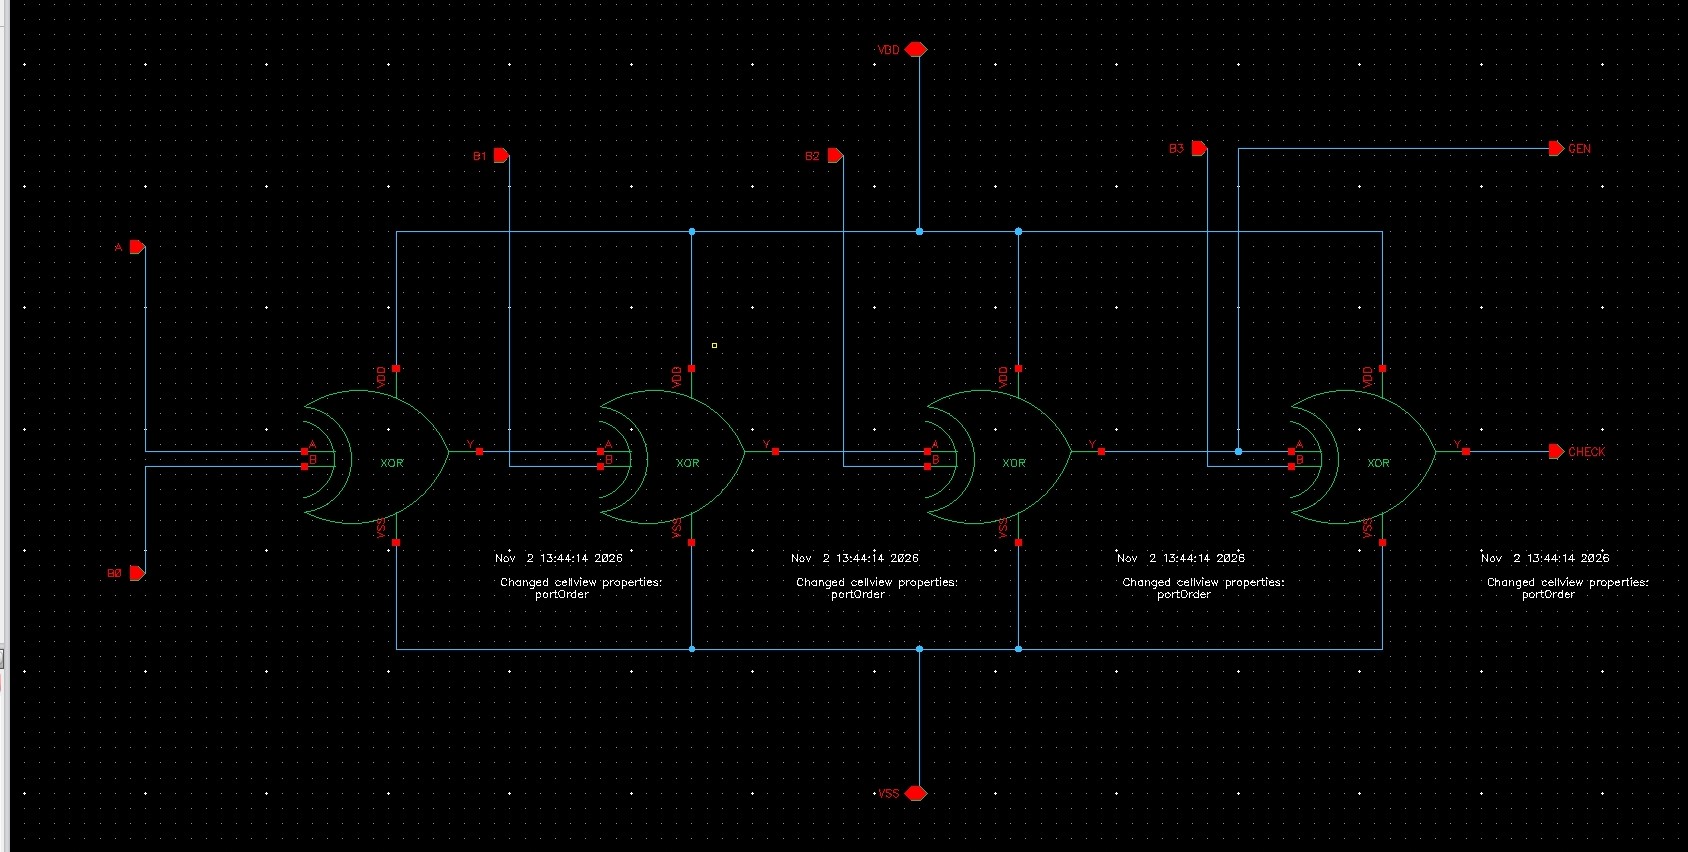 VDD
B1
B2
B3
GEN
A
VDD
VDD
VDD
VDD
A
B
XOR
Y
A
B
XOR
Y
A
B
XOR
Y
A
B
XOR
Y
CHECK
VSS
VSS
VSS
VSS
B0
Nov 2 13:44:14 2026
Changed cellview properties:
portOrder
Nov 2 13:44:14 2026
Changed cellview properties:
portOrder
Nov 2 13:44:14 2026
Changed cellview properties:
portOrder
Nov 2 13:44:14 2026
Changed cellview properties:
portOrder
VSS